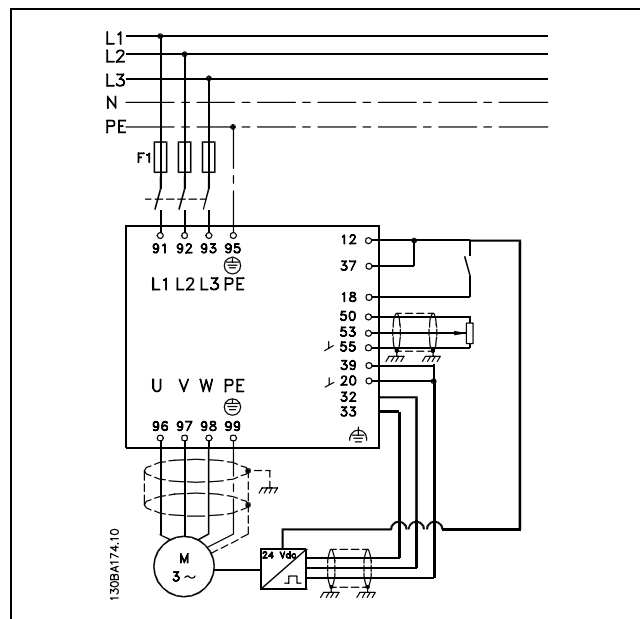 L1
L2
L3
N
PE
F1
91 92 93 95
L1 L2 L3 PE
12
37
18
50
53
55
39
20
32
33
U V W PE
96 97 98 99
M
3 ~
24 Vdc
130BA174.10